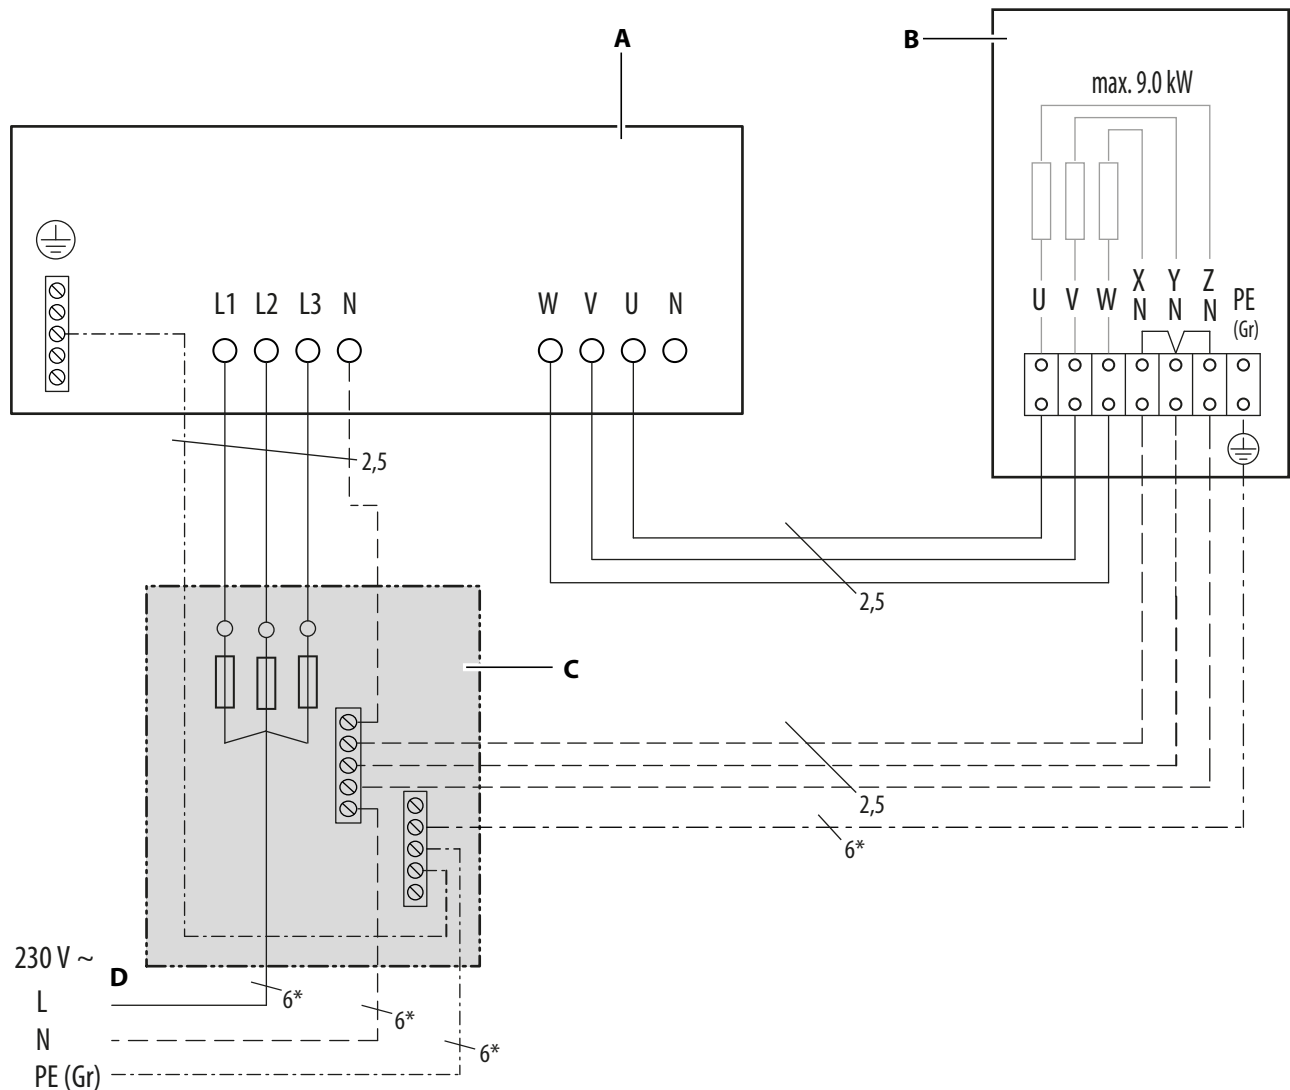 A
B
max. 9.0 kW
L1 L2 L3 N
W V U N
U V W X N Y N Z N PE (Gr)
2,5
2,5
C
2,5
6*
230 V ~
D
L
6*
N
6*
PE (Gr)
6*